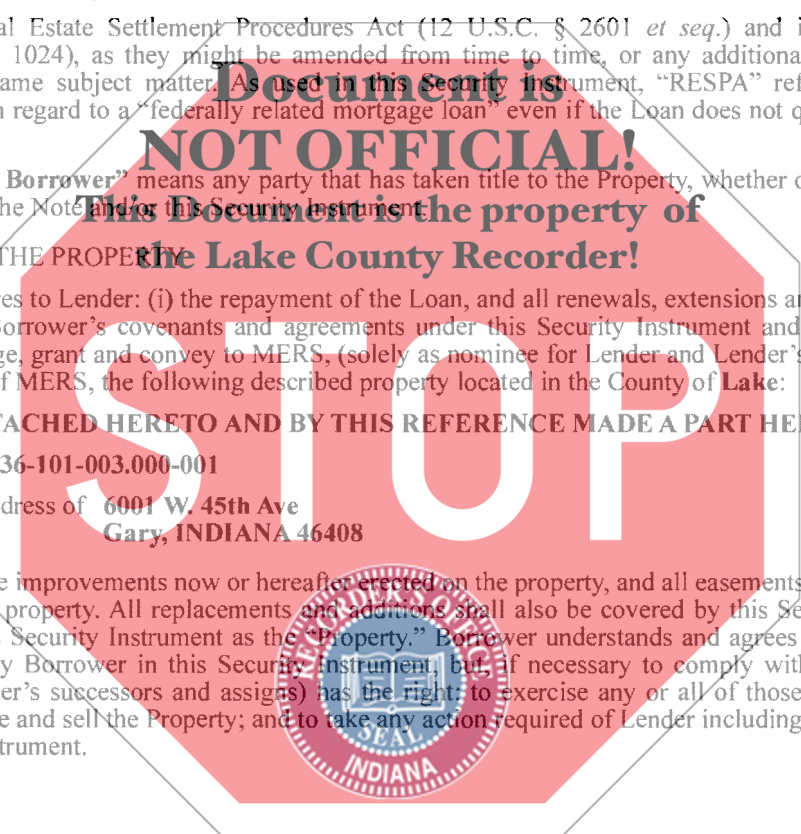 al Estate Settlement Procedures Act (12 U.S.C. § 2601 et seq.) and i
1024), as they might be amended from time to time, or any additiona
ame subject matter. As used in this Security Instrument, “RESPA” ref
n regard to a “federally related mortgage loan” even if the Loan does not q
Document is
NOT OFFICIAL!
Borrower” means any party that has taken title to the Property, whether o
he Note and/or this Security Instrument.
This Document is the property of
the Lake County Recorder!
THE PROPERTY
res to Lender: (i) the repayment of the Loan, and all renewals, extensions a
Borrower’s covenants and agreements under this Security Instrument and
ge, grant and convey to MERS, (solely as nominee for Lender and Lender’s
of MERS, the following described property located in the County of Lake:
STOP
TACHED HERETO AND BY THIS REFERENCE MADE A PART HE
36-101-003.000-001
dress of 6001 W. 45th Ave
Gary, INDIANA 46408
e improvements now or hereafter erected on the property, and all easements
property. All replacements and additions shall also be covered by this Se
Security Instrument as the “Property.” Borrower understands and agrees
y Borrower in this Security Instrument, but, if necessary to comply wit
er’s successors and assigns) has the right: to exercise any or all of those
e and sell the Property; and to take any action required of Lender including
strument.
RECORDER'S OFFICE
SEAL
INDIANA